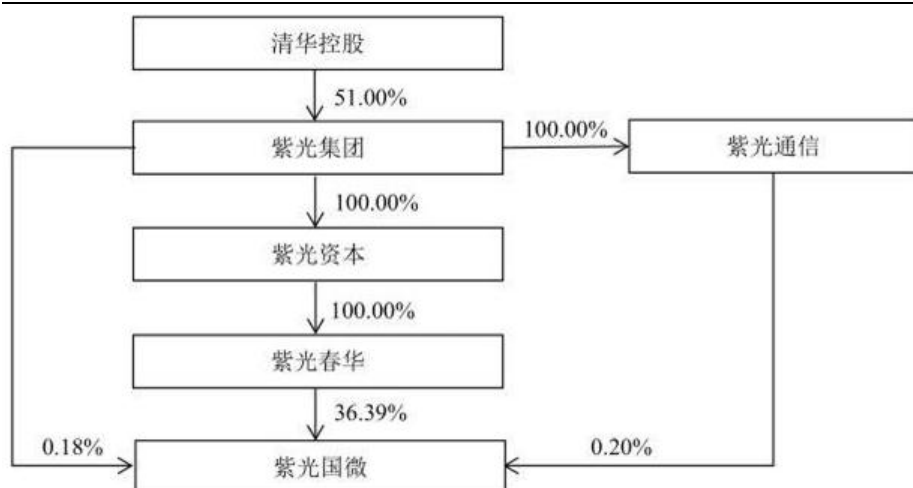 清华控股
51.00%
紫光集团
100.00%
紫光通信
100.00%
紫光资本
100.00%
紫光春华
36.39%
0.18%
紫光国微
0.20%